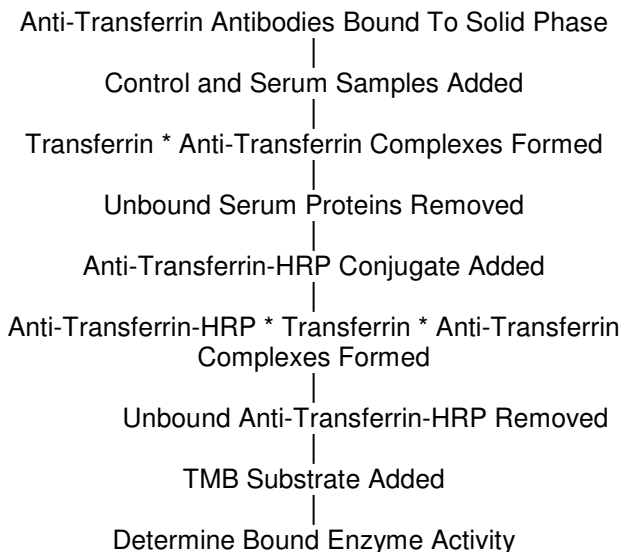 Anti-Transferrin Antibodies Bound To Solid Phase
Control and Serum Samples Added
Transferrin * Anti-Transferrin Complexes Formed
Unbound Serum Proteins Removed
Anti-Transferrin-HRP Conjugate Added
Anti-Transferrin-HRP * Transferrin * Anti-Transferrin
Complexes Formed
Unbound Anti-Transferrin-HRP Removed
TMB Substrate Added
Determine Bound Enzyme Activity